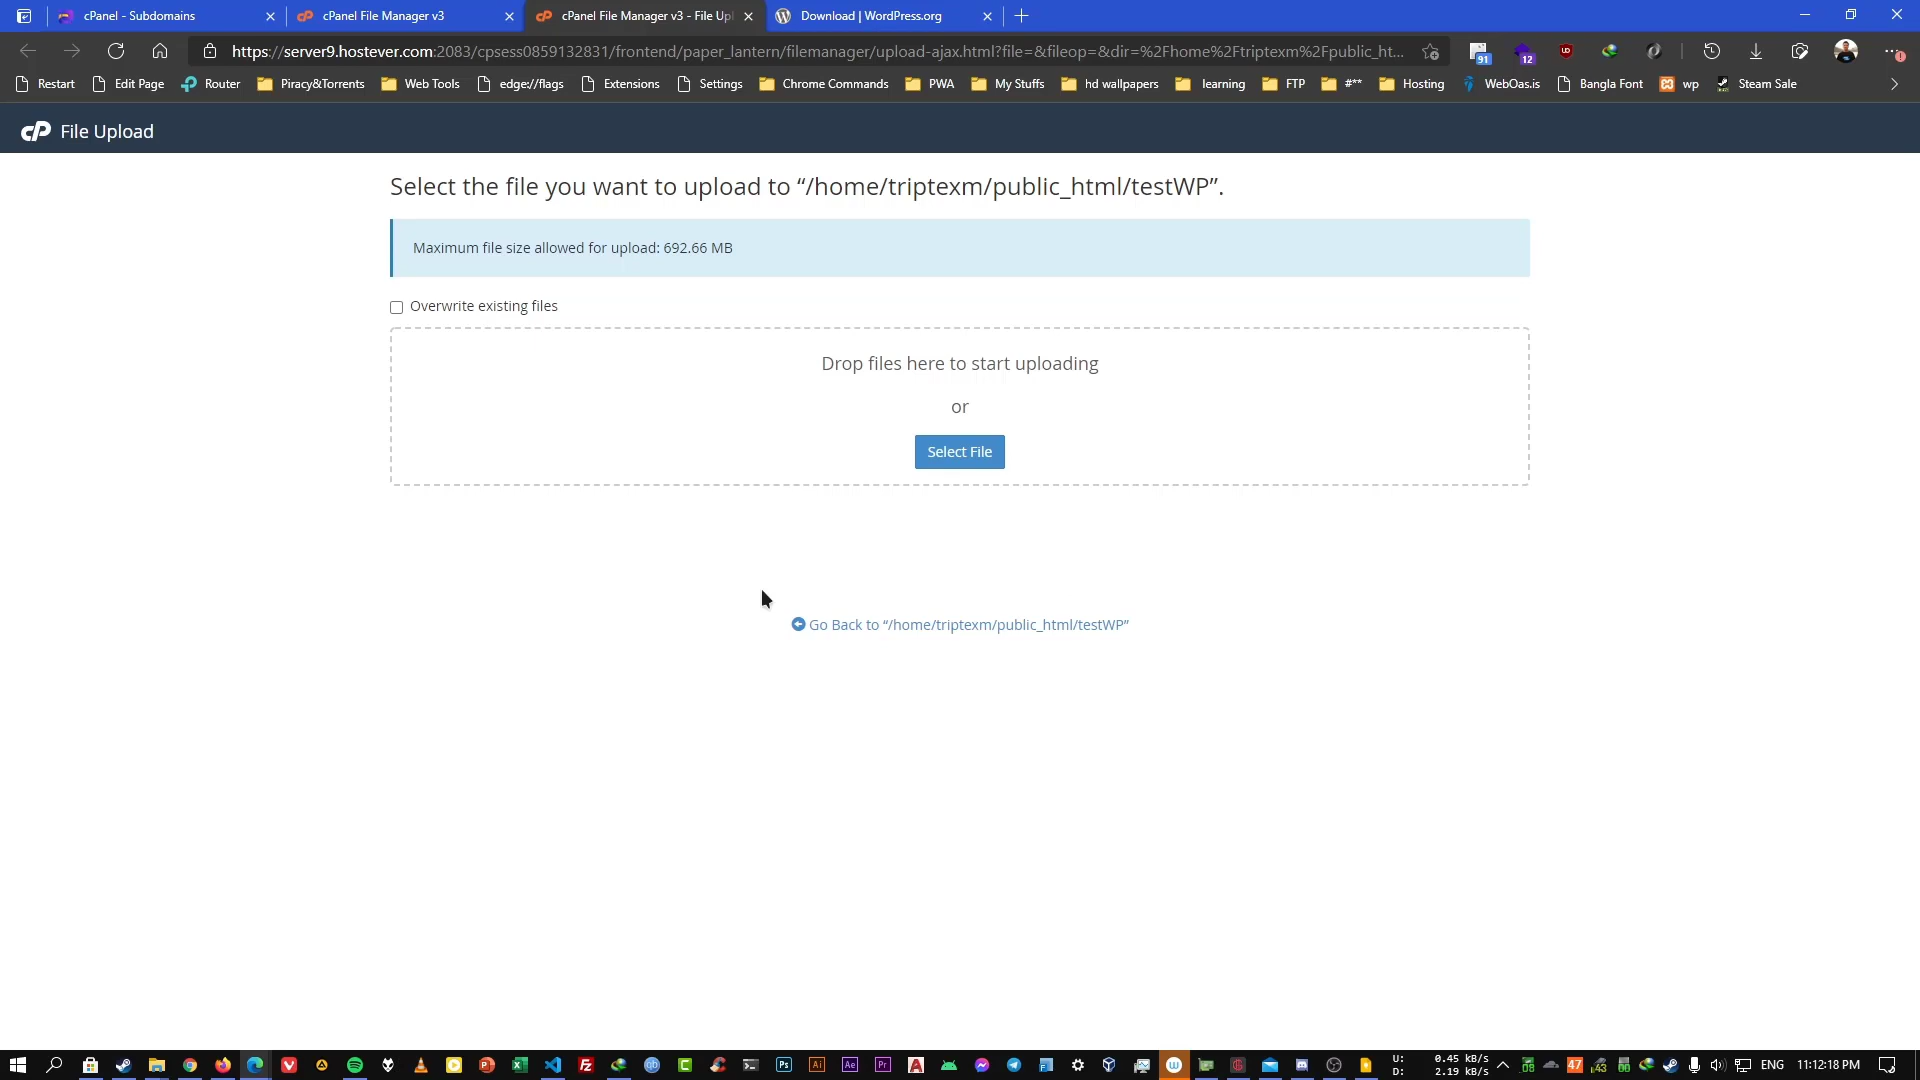 cPanel - Subdomains
cPanel File Manager v3
cPanel File Manager v3 - File Upl
Download | WordPress.org
https://server9.hostever.com:2083/cpsess0859132831/frontend/paper_lantern/filemanager/upload-ajax.html?file=&fileop=&dir=%2Fhome%2Ftriptexm%2Fpublic_ht...
91
12
Restart
Edit Page
Router
Piracy&Torrents
Web Tools
edge://flags
Extensions
Settings
Chrome Commands
PWA
My Stuffs
hd wallpapers
learning
FTP
#**
Hosting
WebOas.is
Bangla Font
wp
Steam Sale
cP File Upload
Select the file you want to upload to “/home/triptexm/public_html/testWP”.
Maximum file size allowed for upload: 692.66 MB
Overwrite existing files
Drop files here to start uploading
or
Select File
Go Back to “/home/triptexm/public_html/testWP”
U: 0.45 kB/s
D: 2.19 kB/s
47
43
ENG
11:12:18 PM